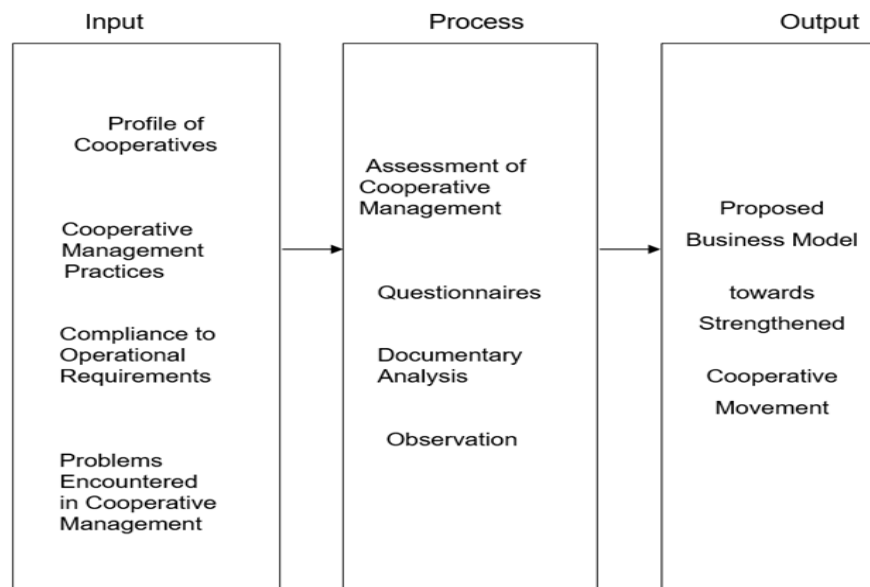 Input
Process
Output
Profile of
Cooperatives
Cooperative
Management
Practices
Compliance to
Operational
Requirements
Problems
Encountered
in Cooperative
Management
Assessment of
Cooperative
Management
Questionnaires
Documentary
Analysis
Observation
Proposed
Business Model
towards
Strengthened
Cooperative
Movement